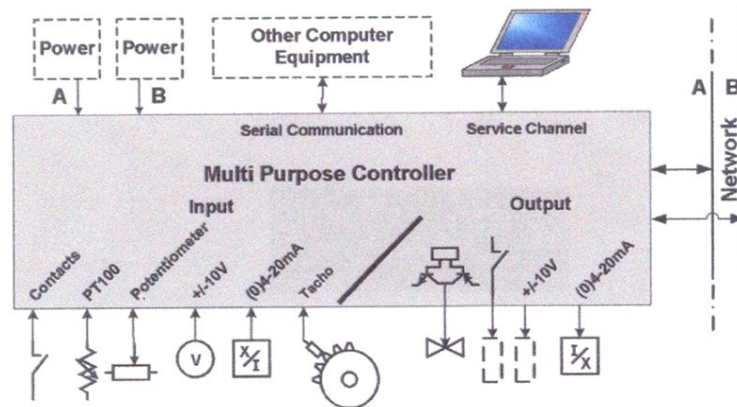 Power
Power
Other Computer
Equipment
A
B
A
B
Serial Communication
Service Channel
Network
Multi Purpose Controller
Input
Output
Contacts
PT100
Potentiometer
+/-10V
(0)4-20mA
Tacho
+/-10V
(0)4-20mA
V
X/I
I/X